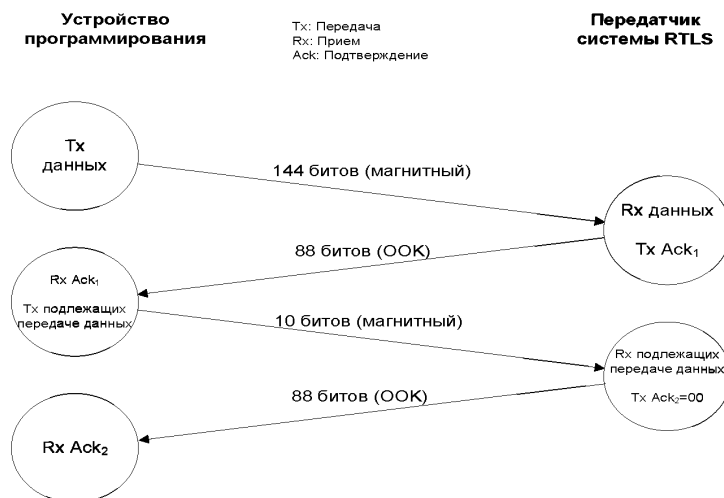 Устройство
программирования
Tx: Передача
Rx: Прием
Ack: Подтверждение
Передатчик
системы RTLS
Tx
данных
144 битов (магнитный)
Rx данных
Tx Ack₁
88 битов (OOK)
Rx Ack₁
Tx подлежащих
передаче данных
10 битов (магнитный)
Rx подлежащих
передаче данных
Tx Ack₂=00
88 битов (OOK)
Rx Ack₂